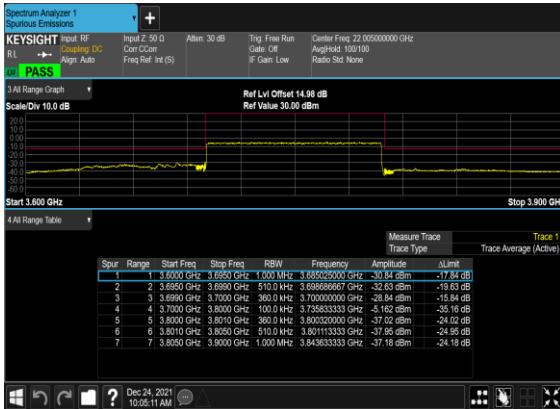 Spectrum Analyzer 1
Spurious Emissions
+
KEYSIGHT
RL
Input: RF
Coupling: DC
Align: Auto
Input Z: 50 Ω
Corr CCorr
Freq Ref: Int (S)
Atten: 30 dB
Trig: Free Run
Gate: Off
IF Gain: Low
Center Freq: 22.005000000 GHz
Avg|Hold: 100/100
Radio Std: None
PASS
3 All Range Graph
Scale/Div 10.0 dB
Ref Lvl Offset 14.98 dB
Ref Value 30.00 dBm
20.0
10.0
0.00
-10.0
-20.0
-30.0
-40.0
-50.0
-60.0
Start 3.600 GHz
Stop 3.900 GH
4 All Range Table
Measure Trace Trace 1
Trace Type Trace Average (Active)
Spur Range Start Freq Stop Freq RBW Frequency Amplitude ΔLimit
1 1 3.6000 GHz 3.6950 GHz 1.000 MHz 3.685025000 GHz -30.84 dBm -17.84 dB
2 2 3.6950 GHz 3.6990 GHz 510.0 kHz 3.698686667 GHz -32.63 dBm -19.63 dB
3 3 3.6990 GHz 3.7000 GHz 360.0 kHz 3.700000000 GHz -28.84 dBm -15.84 dB
4 4 3.7000 GHz 3.8000 GHz 100.0 kHz 3.735833333 GHz -5.162 dBm -35.16 dB
5 5 3.8000 GHz 3.8010 GHz 360.0 kHz 3.800320000 GHz -37.02 dBm -24.02 dB
6 6 3.8010 GHz 3.8050 GHz 510.0 kHz 3.801113333 GHz -37.95 dBm -24.95 dB
7 7 3.8050 GHz 3.9000 GHz 1.000 MHz 3.843633333 GHz -37.18 dBm -24.18 dB
?
Dec 24, 2021
10:05:11 AM